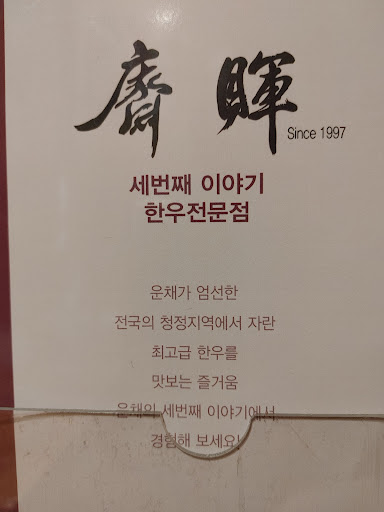 齊暉
Since 1997
세번째 이야기
한우전문점
운채가 엄선한
전국의 청정지역에서 자란
최고급 한우를
맛보는 즐거움
운채의 세번째 이야기에서
경험해 보세요!